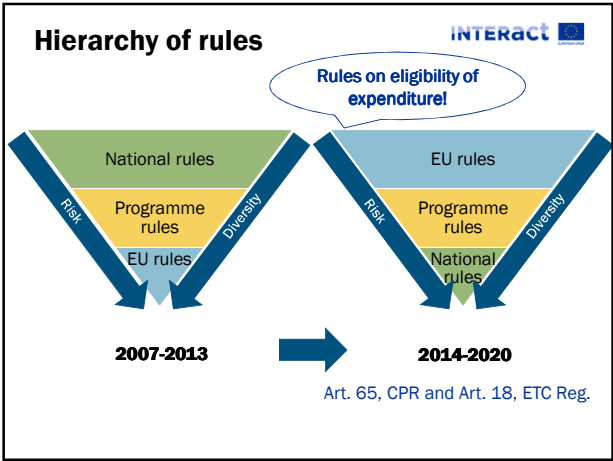 Hierarchy of rules
INTERact
EUROPEAN UNION
Rules on eligibility of
expenditure!
National rules
Programme
rules
EU rules
Risk
Diversity
2007-2013
EU rules
Programme
rules
National
rules
Risk
Diversity
2014-2020
Art. 65, CPR and Art. 18, ETC Reg.